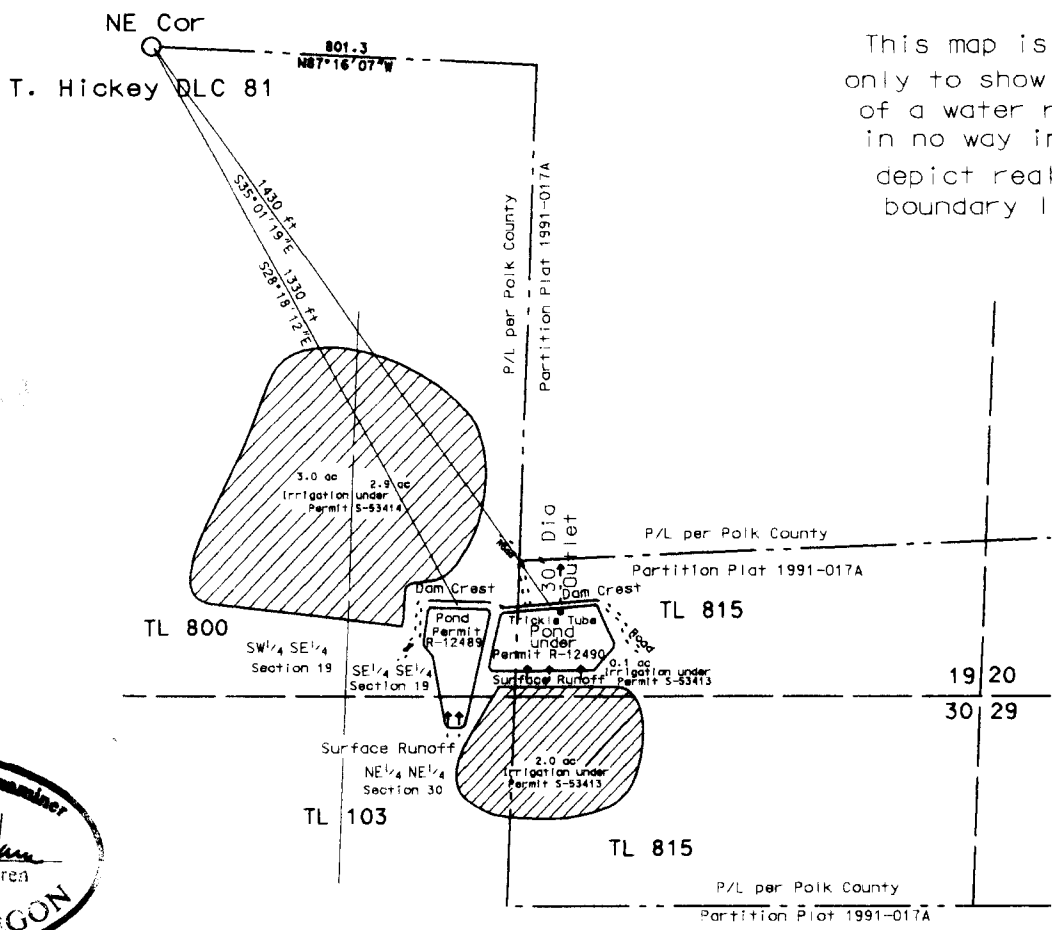 NE Cor
T. Hickey DLC 81
801.3
N87°16'07"W
This map is
only to show
of a water r
in no way in
depict real
boundary l
1430 ft
S35°01'19"E
1330 ft
S28°18'12"E
P/L per Polk County
Partition Plat 1991-017A
3.0 ac
2.9 ac
Irrigation under
Permit S-53414
30" Dia
Outlet
P/L per Polk County
Partition Plat 1991-017A
Dam Crest
Dam Crest
TL 815
TL 800
Pond
Permit
R-12489
Trickle Tube
Pond
under
Permit R-12490
Road
SW¼ SE¼
Section 19
SE¼ SE¼
Section 19
0.1 ac
Irrigation under
Permit S-53413
Surface Runoff
19 20
30 29
Surface Runoff
NE¼ NE¼
Section 30
2.0 ac
Irrigation under
Permit S-53413
TL 103
TL 815
P/L per Polk County
Partition Plat 1991-017A
aminer
ren
GON